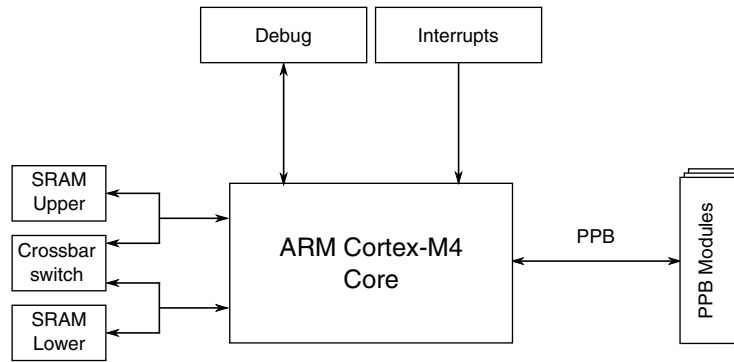 Debug
Interrupts
SRAM
Upper
Crossbar
switch
SRAM
Lower
ARM Cortex-M4
Core
PPB
PPB Modules